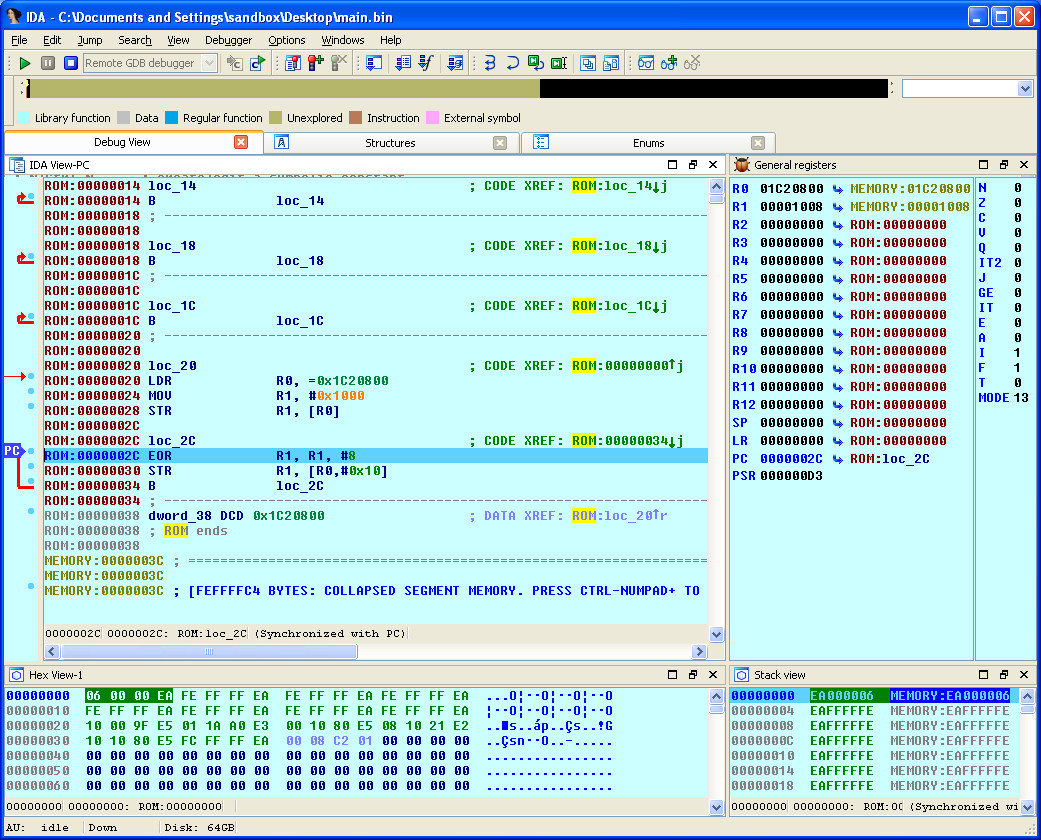 IDA - C:\Documents and Settings\sandbox\Desktop\main.bin
File Edit Jump Search View Debugger Options Windows Help
Remote GDB debugger
Library function Data Regular function Unexplored Instruction External symbol
Debug View Structures Enums
IDA View-PC
ROM:00000014 loc_14 ; CODE XREF: ROM:loc_14↓j
ROM:00000014 B loc_14
ROM:00000018 ; ---------------------------------------------------------------------------
ROM:00000018
ROM:00000018 loc_18 ; CODE XREF: ROM:loc_18↓j
ROM:00000018 B loc_18
ROM:0000001C ; ---------------------------------------------------------------------------
ROM:0000001C
ROM:0000001C loc_1C ; CODE XREF: ROM:loc_1C↓j
ROM:0000001C B loc_1C
ROM:00000020 ; ---------------------------------------------------------------------------
ROM:00000020
ROM:00000020 loc_20 ; CODE XREF: ROM:00000000↑j
ROM:00000020 LDR R0, =0x1C20800
ROM:00000024 MOV R1, #0x1000
ROM:00000028 STR R1, [R0]
ROM:0000002C
ROM:0000002C loc_2C ; CODE XREF: ROM:00000034↓j
PC
ROM:0000002C EOR R1, R1, #8
ROM:00000030 STR R1, [R0,#0x10]
ROM:00000034 B loc_2C
ROM:00000034 ; ---------------------------------------------------------------------------
ROM:00000038 dword_38 DCD 0x1C20800 ; DATA XREF: ROM:loc_20↑r
ROM:00000038 ; ROM ends
ROM:00000038
MEMORY:0000003C ; =================================================================
MEMORY:0000003C
MEMORY:0000003C ; [FEFFFFC4 BYTES: COLLAPSED SEGMENT MEMORY. PRESS CTRL-NUMPAD+ TO
0000002C 0000002C: ROM:loc_2C (Synchronized with PC)
General registers
R0 01C20800 MEMORY:01C20800
R1 00001008 MEMORY:00001008
R2 00000000 ROM:00000000
R3 00000000 ROM:00000000
R4 00000000 ROM:00000000
R5 00000000 ROM:00000000
R6 00000000 ROM:00000000
R7 00000000 ROM:00000000
R8 00000000 ROM:00000000
R9 00000000 ROM:00000000
R10 00000000 ROM:00000000
R11 00000000 ROM:00000000
R12 00000000 ROM:00000000
SP 00000000 ROM:00000000
LR 00000000 ROM:00000000
PC 0000002C ROM:loc_2C
PSR 000000D3
N 0
Z 0
C 0
V 0
Q 0
IT2 0
J 0
GE 0
IT 0
E 0
A 0
I 1
F 1
T 0
MODE 13
Hex View-1
00000000 06 00 00 EA FE FF FF EA FE FF FF EA FE FF FF EA
00000010 FE FF FF EA FE FF FF EA FE FF FF EA FE FF FF EA
00000020 10 00 9F E5 01 1A A0 E3 00 10 80 E5 08 10 21 E2
00000030 10 10 80 E5 FC FF FF EA 00 08 C2 01 00 00 00 00
00000040 00 00 00 00 00 00 00 00 00 00 00 00 00 00 00 00 ................
00000050 00 00 00 00 00 00 00 00 00 00 00 00 00 00 00 00 ................
00000000 00000000: ROM:00000000
Stack view
00000000 EA000006 MEMORY:EA000006
00000004 EAFFFFFE MEMORY:EAFFFFFE
00000008 EAFFFFFE MEMORY:EAFFFFFE
0000000C EAFFFFFE MEMORY:EAFFFFFE
00000010 EAFFFFFE MEMORY:EAFFFFFE
00000014 EAFFFFFE MEMORY:EAFFFFFE
00000018 EAFFFFFE MEMORY:EAFFFFFE
00000000 00000000: ROM:0( (Synchronized wi
AU: idle Down Disk: 64GB